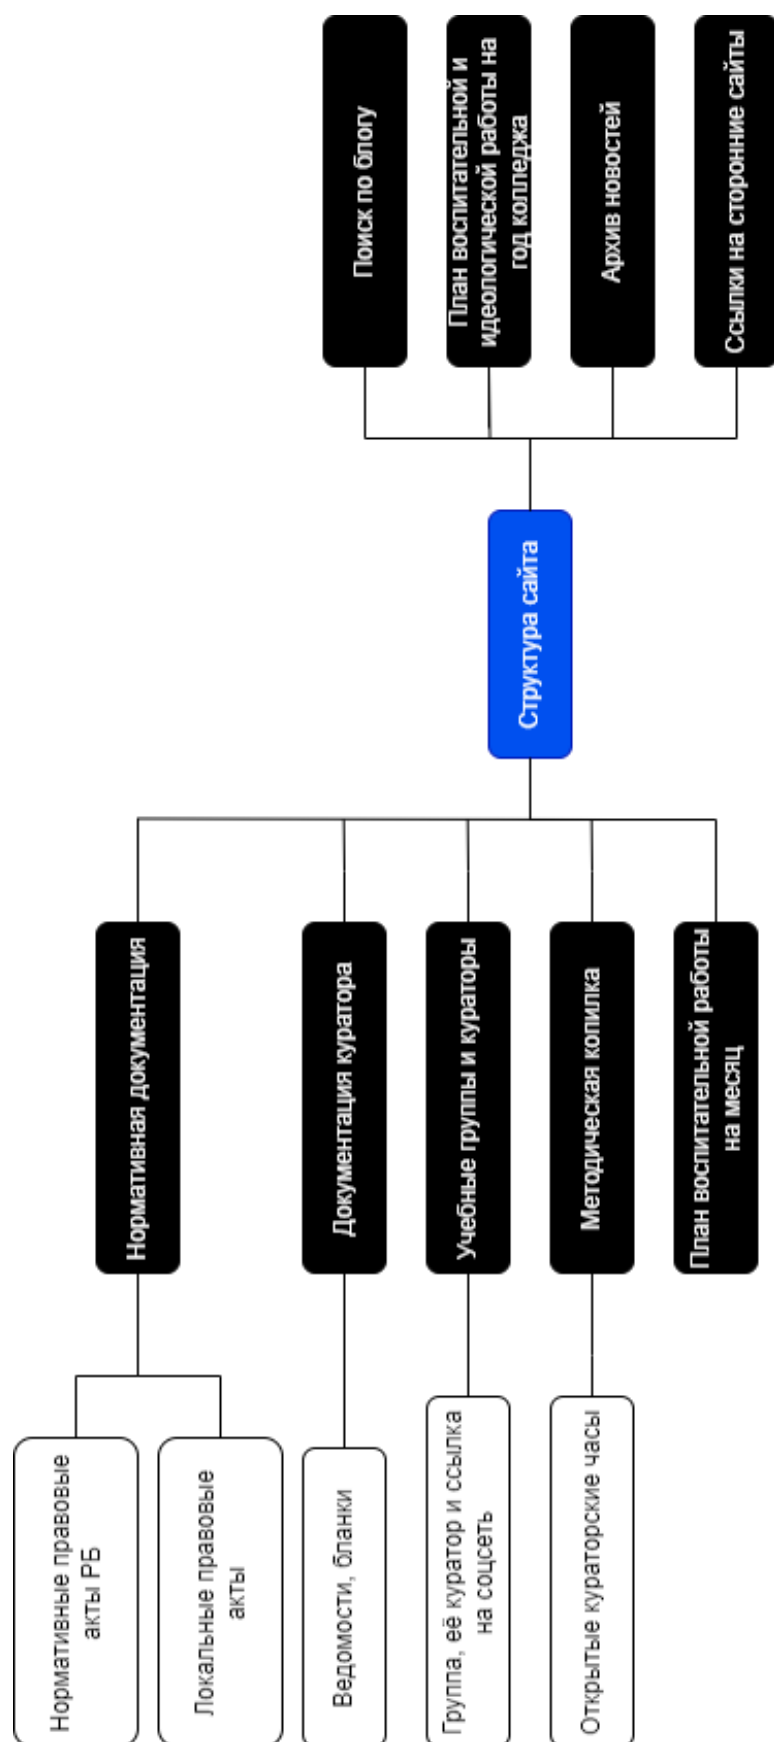 Поиск по блогу
План воспитательной и
идеологической работы на
год колледжа
Архив новостей
Ссылки на сторонние сайты
Структура сайта
Нормативная документация
Документация куратора
Учебные группы и кураторы
Методическая копилка
План воспитательной работы
на месяц
Нормативные правовые
акты РБ
Локальные правовые
акты
Ведомости, бланки
Группа, её куратор и ссылка
на соцсеть
Открытые кураторские часы